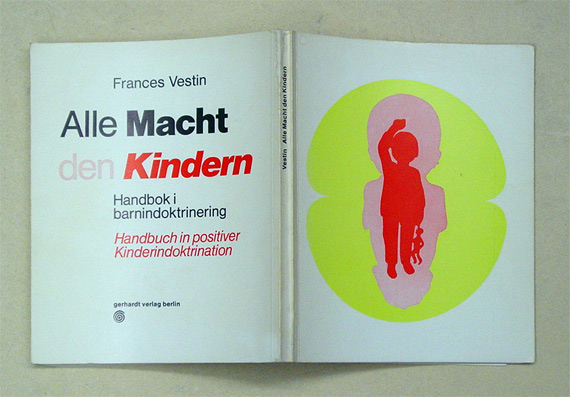 Frances Vestin
Alle Macht
den Kindern
Handbok i
barnindoktrinering
Handbuch in positiver
Kinderindoktrination
gerhardt verlag berlin
Vestin Alle Macht den Kindern